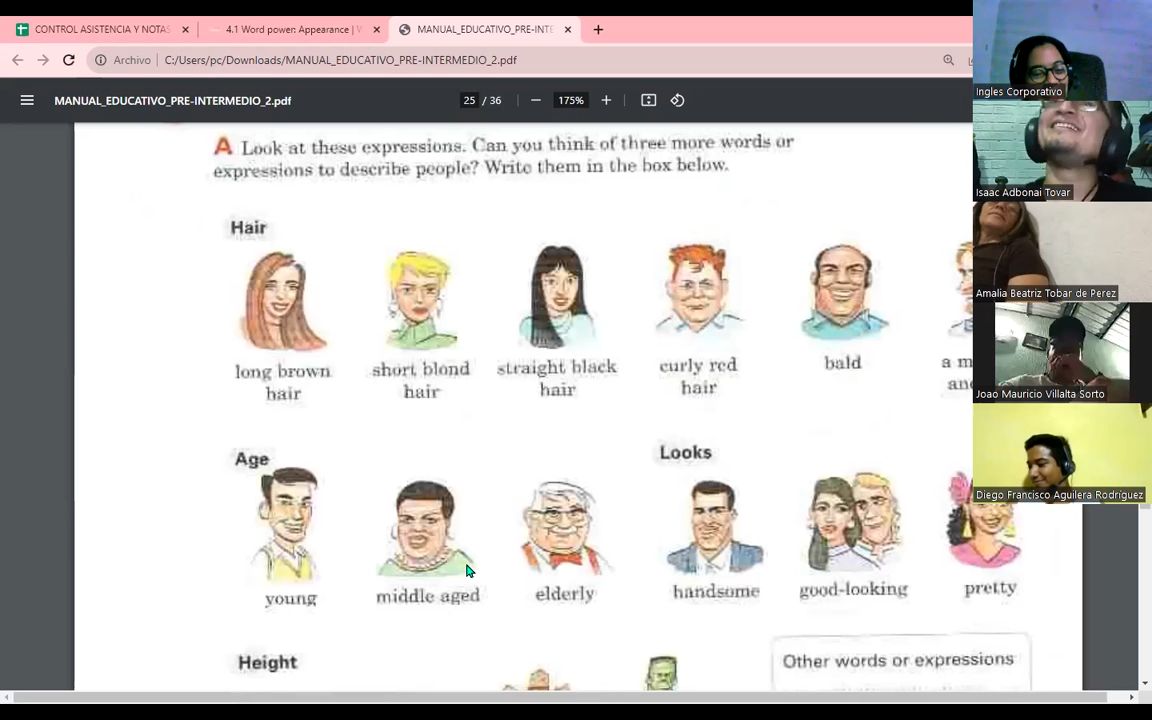 CONTROL ASISTENCIA Y NOTAS
4.1 Word power: Appearance |
MANUAL_EDUCATIVO_PRE-INTE
Archivo
C:/Users/pc/Downloads/MANUAL_EDUCATIVO_PRE-INTERMEDIO_2.pdf
MANUAL_EDUCATIVO_PRE-INTERMEDIO_2.pdf
25 / 36
175%
A Look at these expressions. Can you think of three more words or
expressions to describe people? Write them in the box below.
Hair
long brown
hair
short blond
hair
straight black
hair
curly red
hair
bald
a m
an
Age
young
middle aged
elderly
Looks
handsome
good-looking
pretty
Height
Other words or expressions
Ingles Corporativo
Isaac Adbonai Tovar
Amalia Beatriz Tobar de Perez
Joao Mauricio Villalta Sorto
Diego Francisco Aguilera Rodríguez